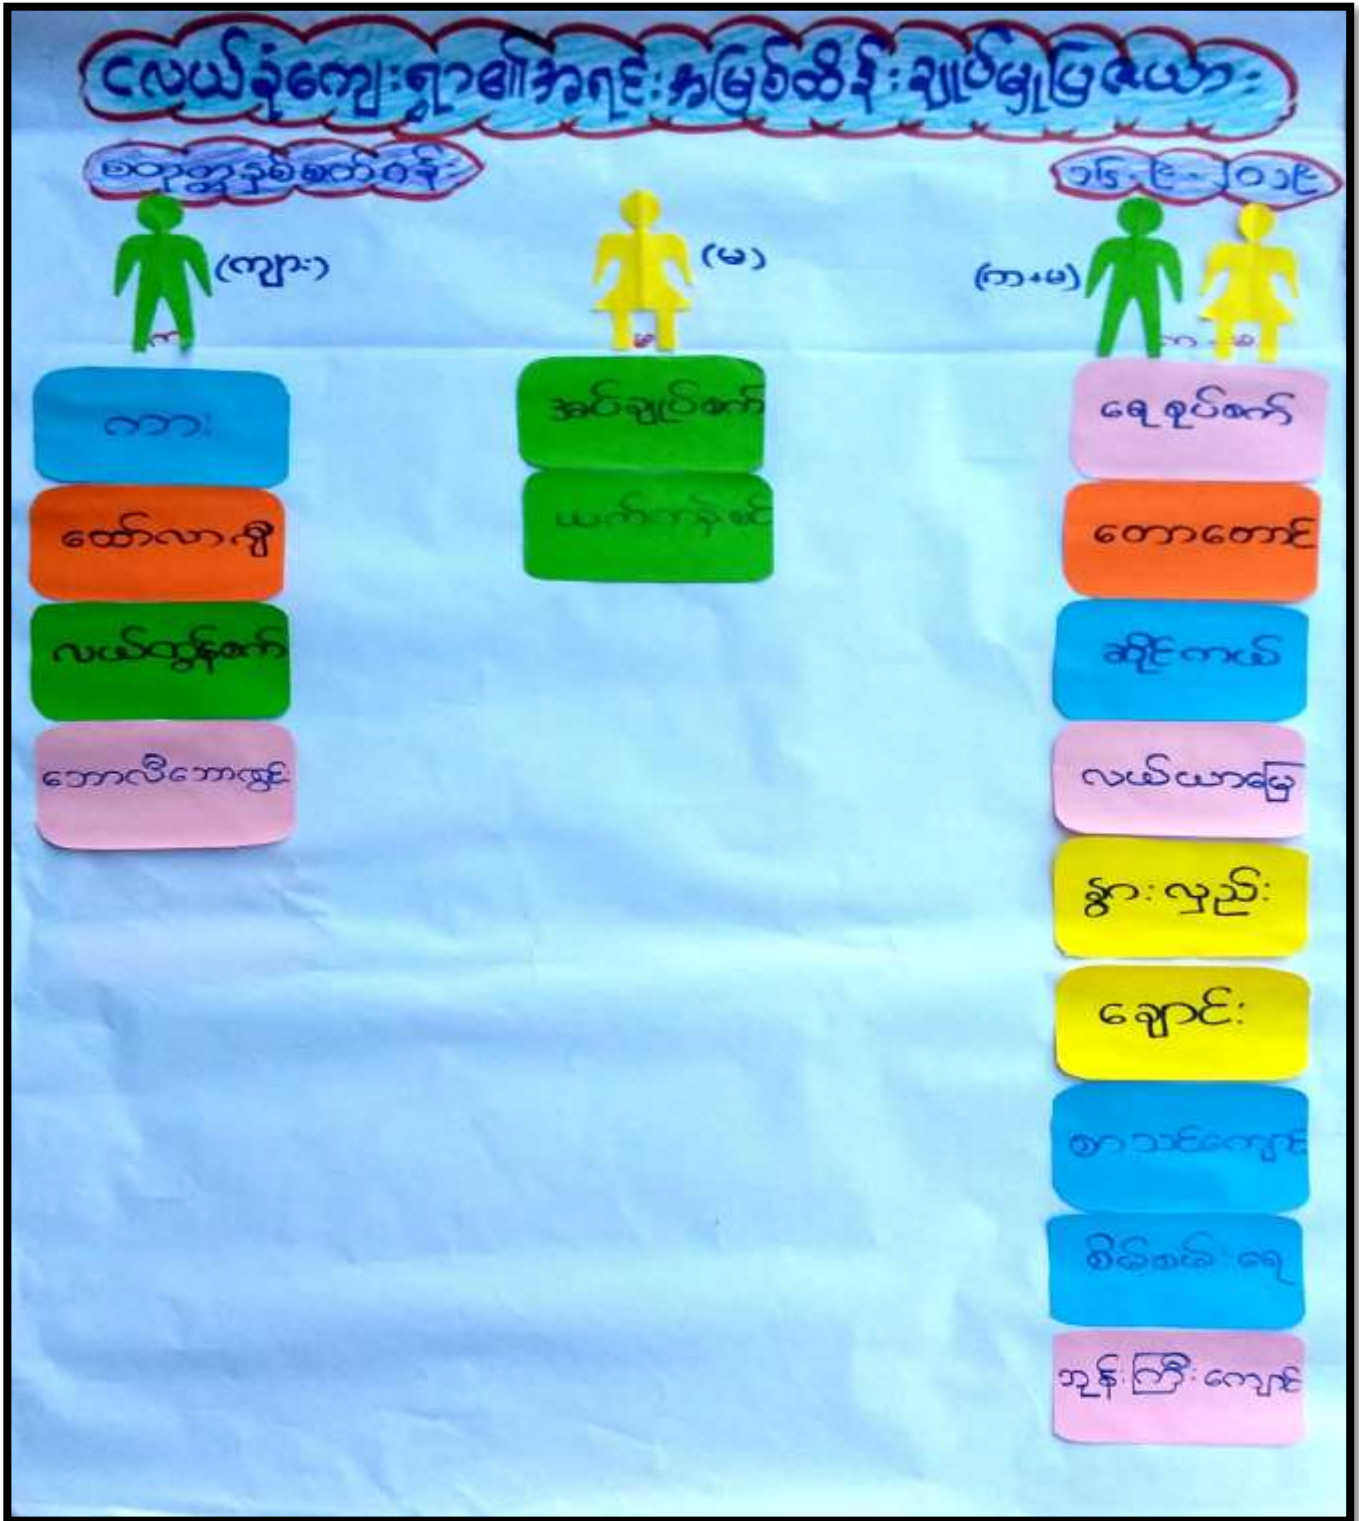 ငလယ်ခုံကျေးရွာ၏အရင်းအမြစ်ထိန်းချုပ်မှုပြဇယား
စတုတ္ထနှစ်စက်ဝန်း
၁၆-၉-၂၀၁၉
(ကျား)
(မ)
(ကာ+မ)
က
မ
ကာ - မ
ကား
ထော်လာဂျီ
လယ်ထွန်စက်
ဘောလီဘောကွင်း
အပ်ချုပ်စက်
ယက်ကန်းစင်
ရေစုပ်စက်
တောတောင်
ဆိုင်ကယ်
လယ်ယာမြေ
နွားလှည်း
ချောင်း
စာသင်ကျောင်း
စိမ့်စမ်းရေ
ဘုန်းကြီးကျောင်း